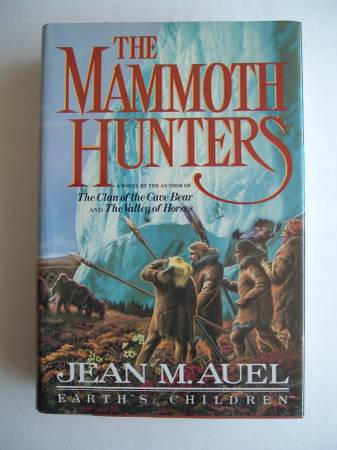 THE
MAMMOTH
HUNTERS
A NOVEL BY THE AUTHOR OF
The Clan of the Cave Bear
AND The Valley of Horses
JEAN M. AUEL
EARTH'S CHILDREN™